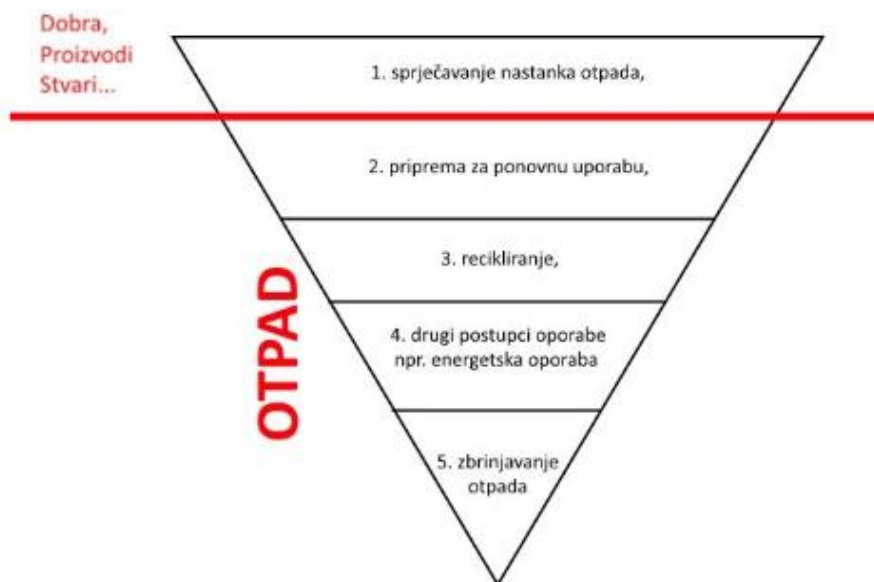 Dobra,
Proizvodi
Stvari...
1. sprječavanje nastanka otpada,
2. priprema za ponovnu uporabu,
3. recikliranje,
OTPAD
4. drugi postupci oporabe
npr. energetska oporaba
5. zbrinjavanje
otpada